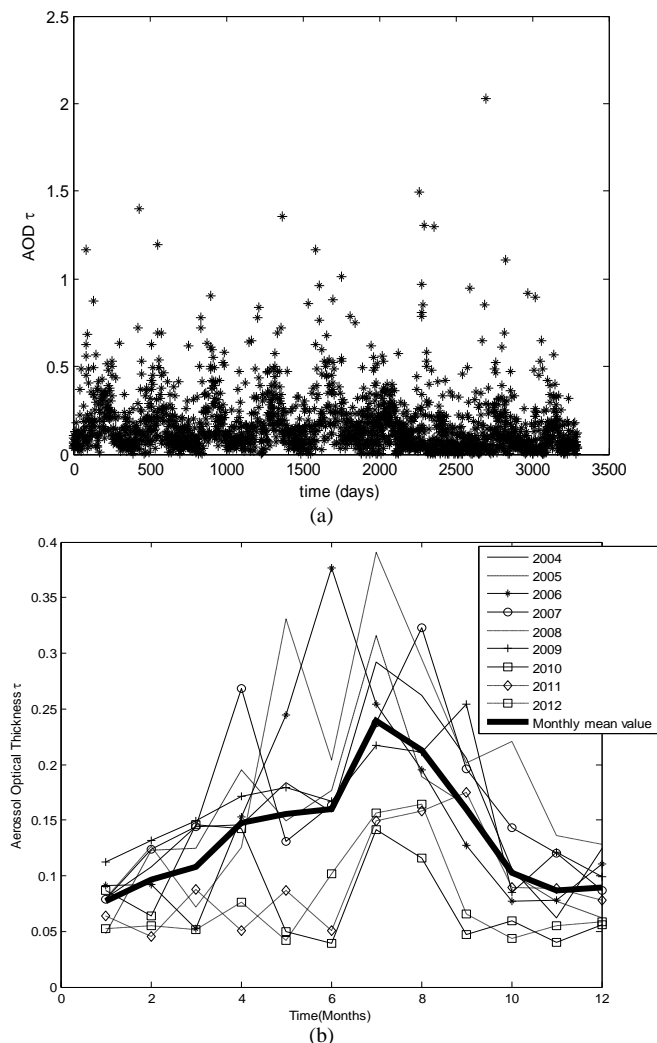 2.5
2
1.5
1
0.5
0
AOD τ
0 500 1000 1500 2000 2500 3000 3500
time (days)
(a)
0.4
0.35
0.3
0.25
0.2
0.15
0.1
0.05
0
Aerossol Optical Thickness τ
2004
2005
2006
2007
2008
2009
2010
2011
2012
Monthly mean value
0 2 4 6 8 10 12
Time(Months)
(b)